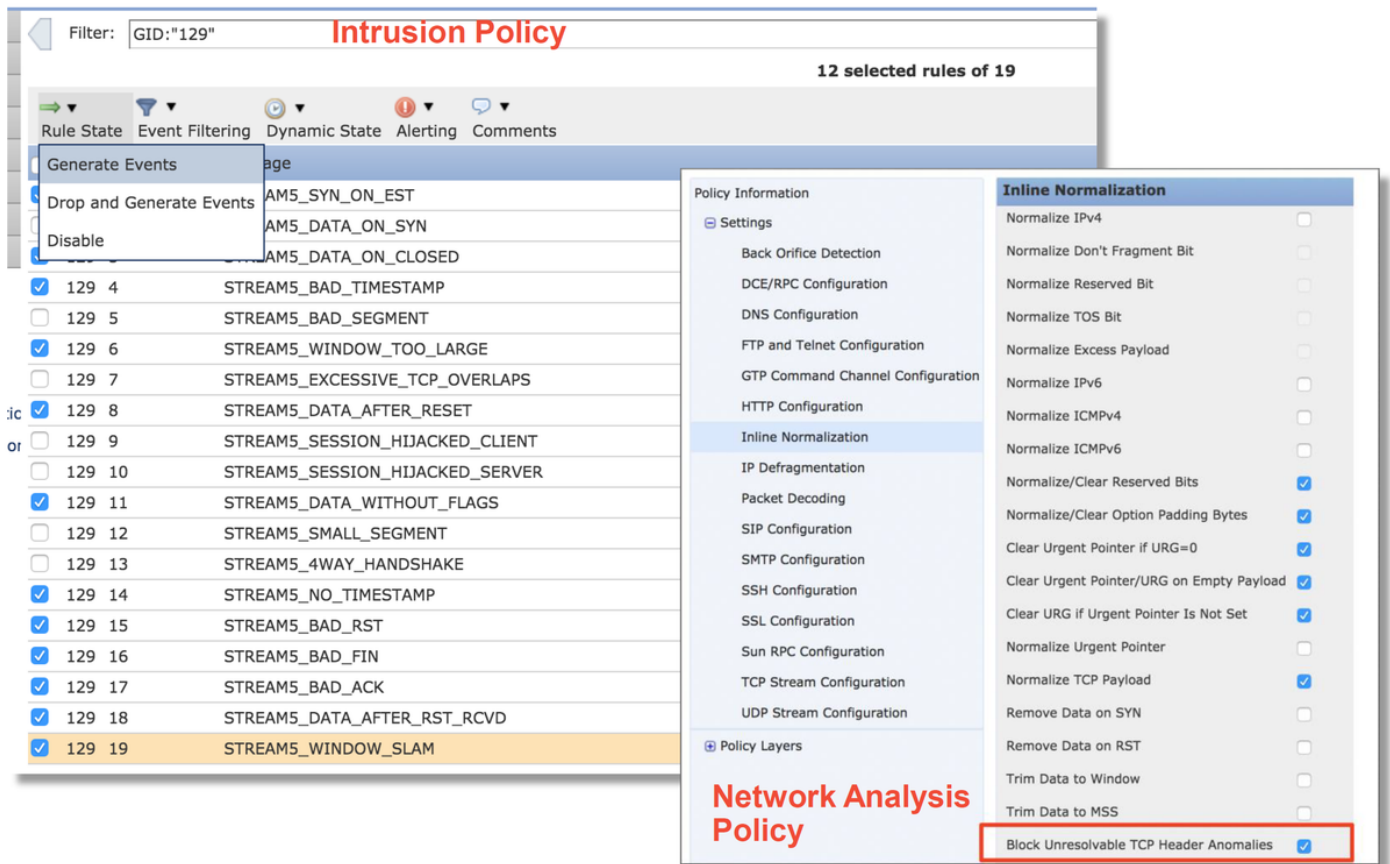 Filter: GID:"129"
Intrusion Policy
12 selected rules of 19
Rule State Event Filtering Dynamic State Alerting Comments
Generate Events
Drop and Generate Events
Disable
age
AM5_SYN_ON_EST
AM5_DATA_ON_SYN
AM5_DATA_ON_CLOSED
129 4 STREAM5_BAD_TIMESTAMP
129 5 STREAM5_BAD_SEGMENT
129 6 STREAM5_WINDOW_TOO_LARGE
129 7 STREAM5_EXCESSIVE_TCP_OVERLAPS
129 8 STREAM5_DATA_AFTER_RESET
129 9 STREAM5_SESSION_HIJACKED_CLIENT
129 10 STREAM5_SESSION_HIJACKED_SERVER
129 11 STREAM5_DATA_WITHOUT_FLAGS
129 12 STREAM5_SMALL_SEGMENT
129 13 STREAM5_4WAY_HANDSHAKE
129 14 STREAM5_NO_TIMESTAMP
129 15 STREAM5_BAD_RST
129 16 STREAM5_BAD_FIN
129 17 STREAM5_BAD_ACK
129 18 STREAM5_DATA_AFTER_RST_RCVD
129 19 STREAM5_WINDOW_SLAM
Policy Information
Settings
Back Orifice Detection
DCE/RPC Configuration
DNS Configuration
FTP and Telnet Configuration
GTP Command Channel Configuration
HTTP Configuration
Inline Normalization
IP Defragmentation
Packet Decoding
SIP Configuration
SMTP Configuration
SSH Configuration
SSL Configuration
Sun RPC Configuration
TCP Stream Configuration
UDP Stream Configuration
Policy Layers
Network Analysis
Policy
Inline Normalization
Normalize IPv4
Normalize Don't Fragment Bit
Normalize Reserved Bit
Normalize TOS Bit
Normalize Excess Payload
Normalize IPv6
Normalize ICMPv4
Normalize ICMPv6
Normalize/Clear Reserved Bits
Normalize/Clear Option Padding Bytes
Clear Urgent Pointer if URG=0
Clear Urgent Pointer/URG on Empty Payload
Clear URG if Urgent Pointer Is Not Set
Normalize Urgent Pointer
Normalize TCP Payload
Remove Data on SYN
Remove Data on RST
Trim Data to Window
Trim Data to MSS
Block Unresolvable TCP Header Anomalies